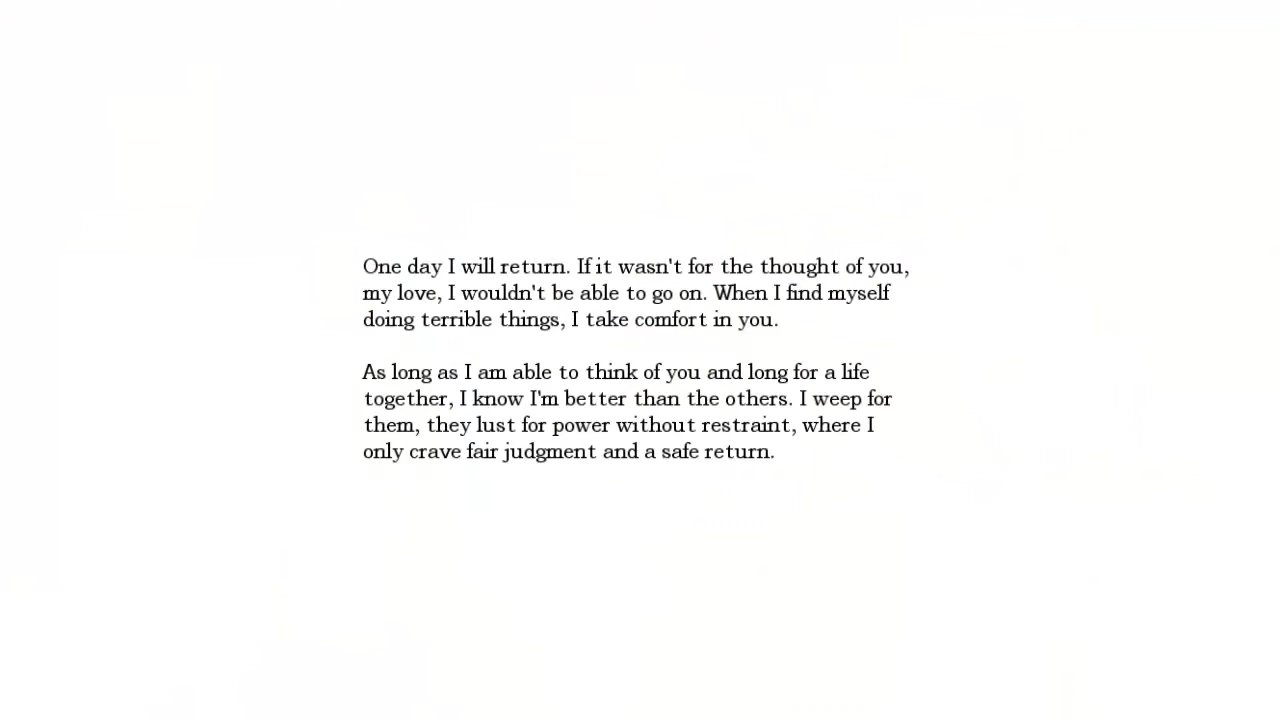 One day I will return. If it wasn't for the thought of you,
my love, I wouldn't be able to go on. When I find myself
doing terrible things, I take comfort in you.
As long as I am able to think of you and long for a life
together, I know I'm better than the others. I weep for
them, they lust for power without restraint, where I
only crave fair judgment and a safe return.